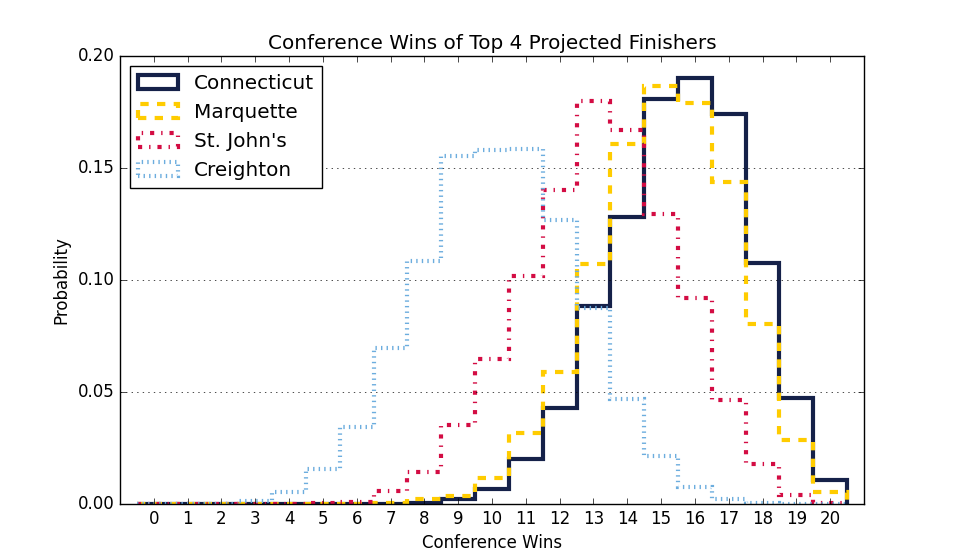 Conference Wins of Top 4 Projected Finishers
0.20
Connecticut
Marquette
St. John's
Creighton
0.15
Probability
0.10
0.05
0.00
0 1 2 3 4 5 6 7 8 9 10 11 12 13 14 15 16 17 18 19 20
Conference Wins